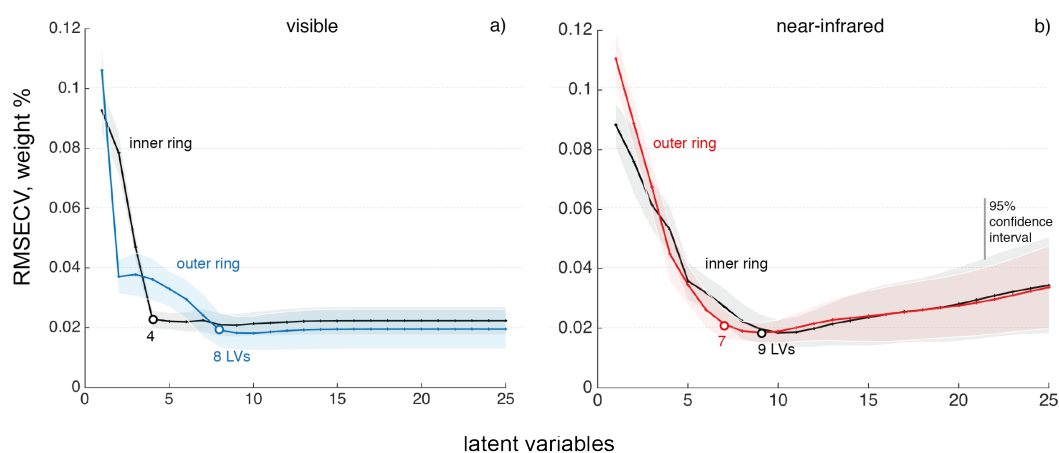 visible
a)
near-infrared
b)
RMSECV, weight %
0.12
0.1
0.08
0.06
0.04
0.02
0
inner ring
outer ring
4
8 LVs
0
5
10
15
20
25
0.12
0.1
0.08
0.06
0.04
0.02
0
outer ring
inner ring
95%
confidence
interval
7
9 LVs
0
5
10
15
20
25
latent variables